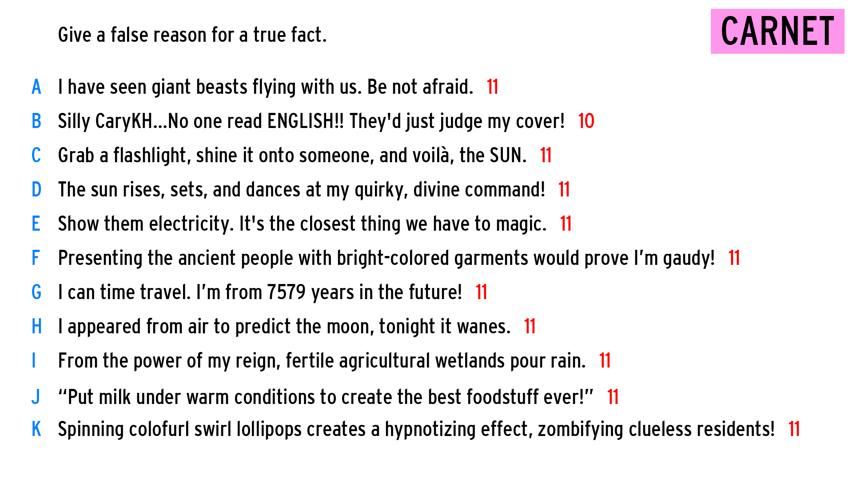 Give a false reason for a true fact.
CARNET
A I have seen giant beasts flying with us. Be not afraid. 11
B Silly CaryKH...No one read ENGLISH!! They'd just judge my cover! 10
C Grab a flashlight, shine it onto someone, and voilà, the SUN. 11
D The sun rises, sets, and dances at my quirky, divine command! 11
E Show them electricity. It's the closest thing we have to magic. 11
F Presenting the ancient people with bright-colored garments would prove I’m gaudy! 11
G I can time travel. I’m from 7579 years in the future! 11
H I appeared from air to predict the moon, tonight it wanes. 11
I From the power of my reign, fertile agricultural wetlands pour rain. 11
J “Put milk under warm conditions to create the best foodstuff ever!” 11
K Spinning colofurl swirl lollipops creates a hypnotizing effect, zombifying clueless residents! 11